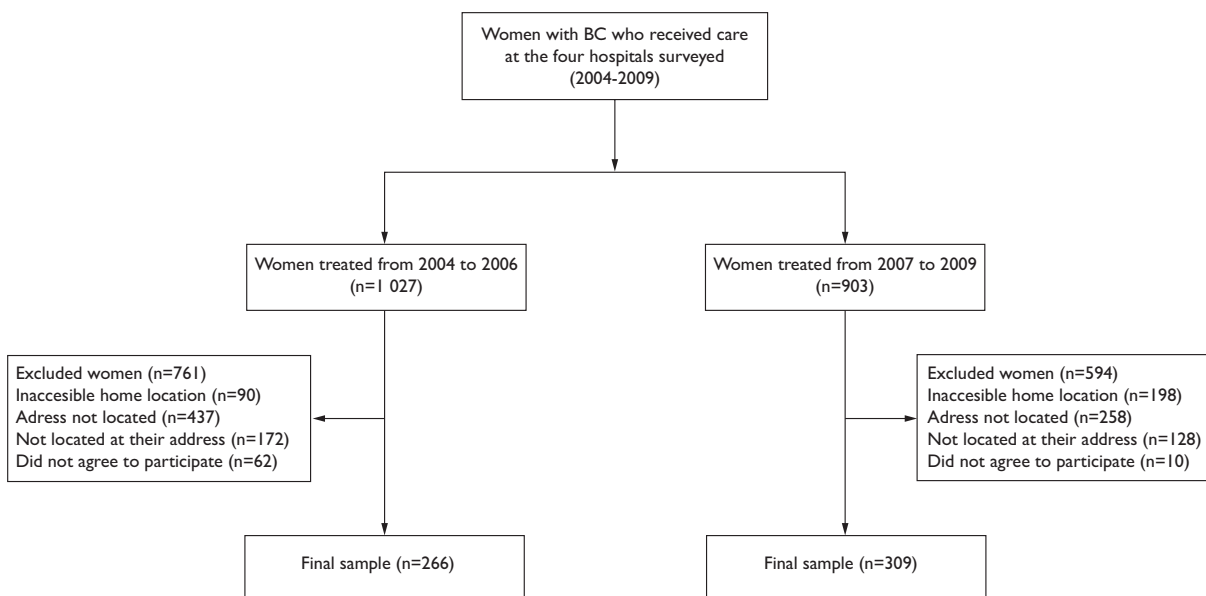 Women with BC who received care
at the four hospitals surveyed
(2004-2009)
Women treated from 2004 to 2006
(n=1 027)
Women treated from 2007 to 2009
(n=903)
Excluded women (n=761)
Inaccesible home location (n=90)
Adress not located (n=437)
Not located at their address (n=172)
Did not agree to participate (n=62)
Excluded women (n=594)
Inaccesible home location (n=198)
Adress not located (n=258)
Not located at their address (n=128)
Did not agree to participate (n=10)
Final sample (n=266)
Final sample (n=309)